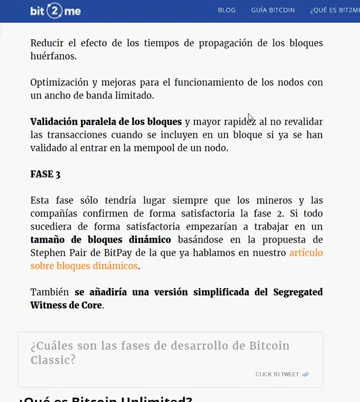 bit2me
BLOG GUÍA BITCOIN ¿QUÉ ES BIT2ME
Reducir el efecto de los tiempos de propagación de los bloques
huérfanos.
Optimización y mejoras para el funcionamiento de los nodos con
un ancho de banda limitado.
Validación paralela de los bloques y mayor rapidez al no revalidar
las transacciones cuando se incluyen en un bloque si ya se han
validado al entrar en la mempool de un nodo.
FASE 3
Esta fase sólo tendría lugar siempre que los mineros y las
compañías confirmen de forma satisfactoria la fase 2. Si todo
sucediera de forma satisfactoria empezarían a trabajar en un
tamaño de bloques dinámico basándose en la propuesta de
Stephen Pair de BitPay de la que ya hablamos en nuestro artículo
sobre bloques dinámicos.
También se añadiría una versión simplificada del Segregated
Witness de Core.
¿Cuáles son las fases de desarrollo de Bitcoin
Classic?
CLICK TO TWEET
¿Qué es Bitcoin Unlimited?